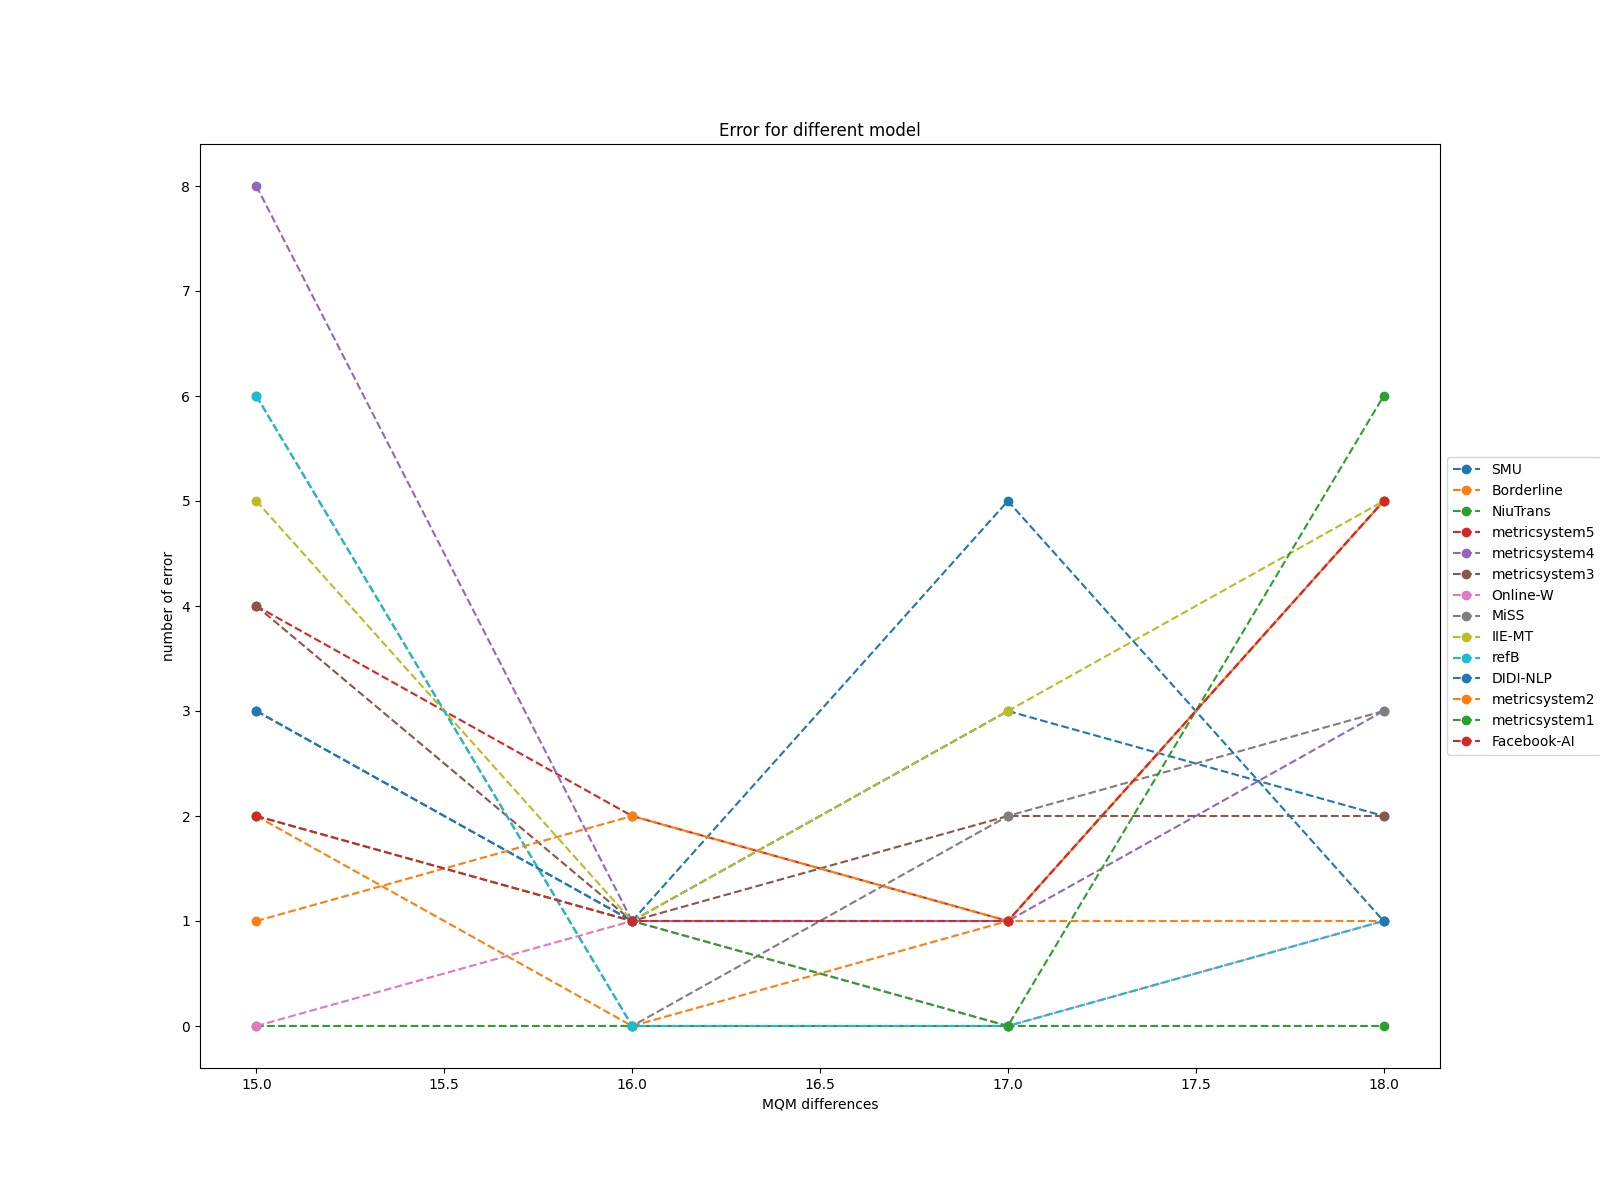 Error for different model
8
7
6
5
4
3
2
1
0
number of error
15.0 15.5 16.0 16.5 17.0 17.5 18.0
MQM differences
SMU
Borderline
NiuTrans
metricsystem5
metricsystem4
metricsystem3
Online-W
MiSS
IIE-MT
refB
DIDI-NLP
metricsystem2
metricsystem1
Facebook-AI